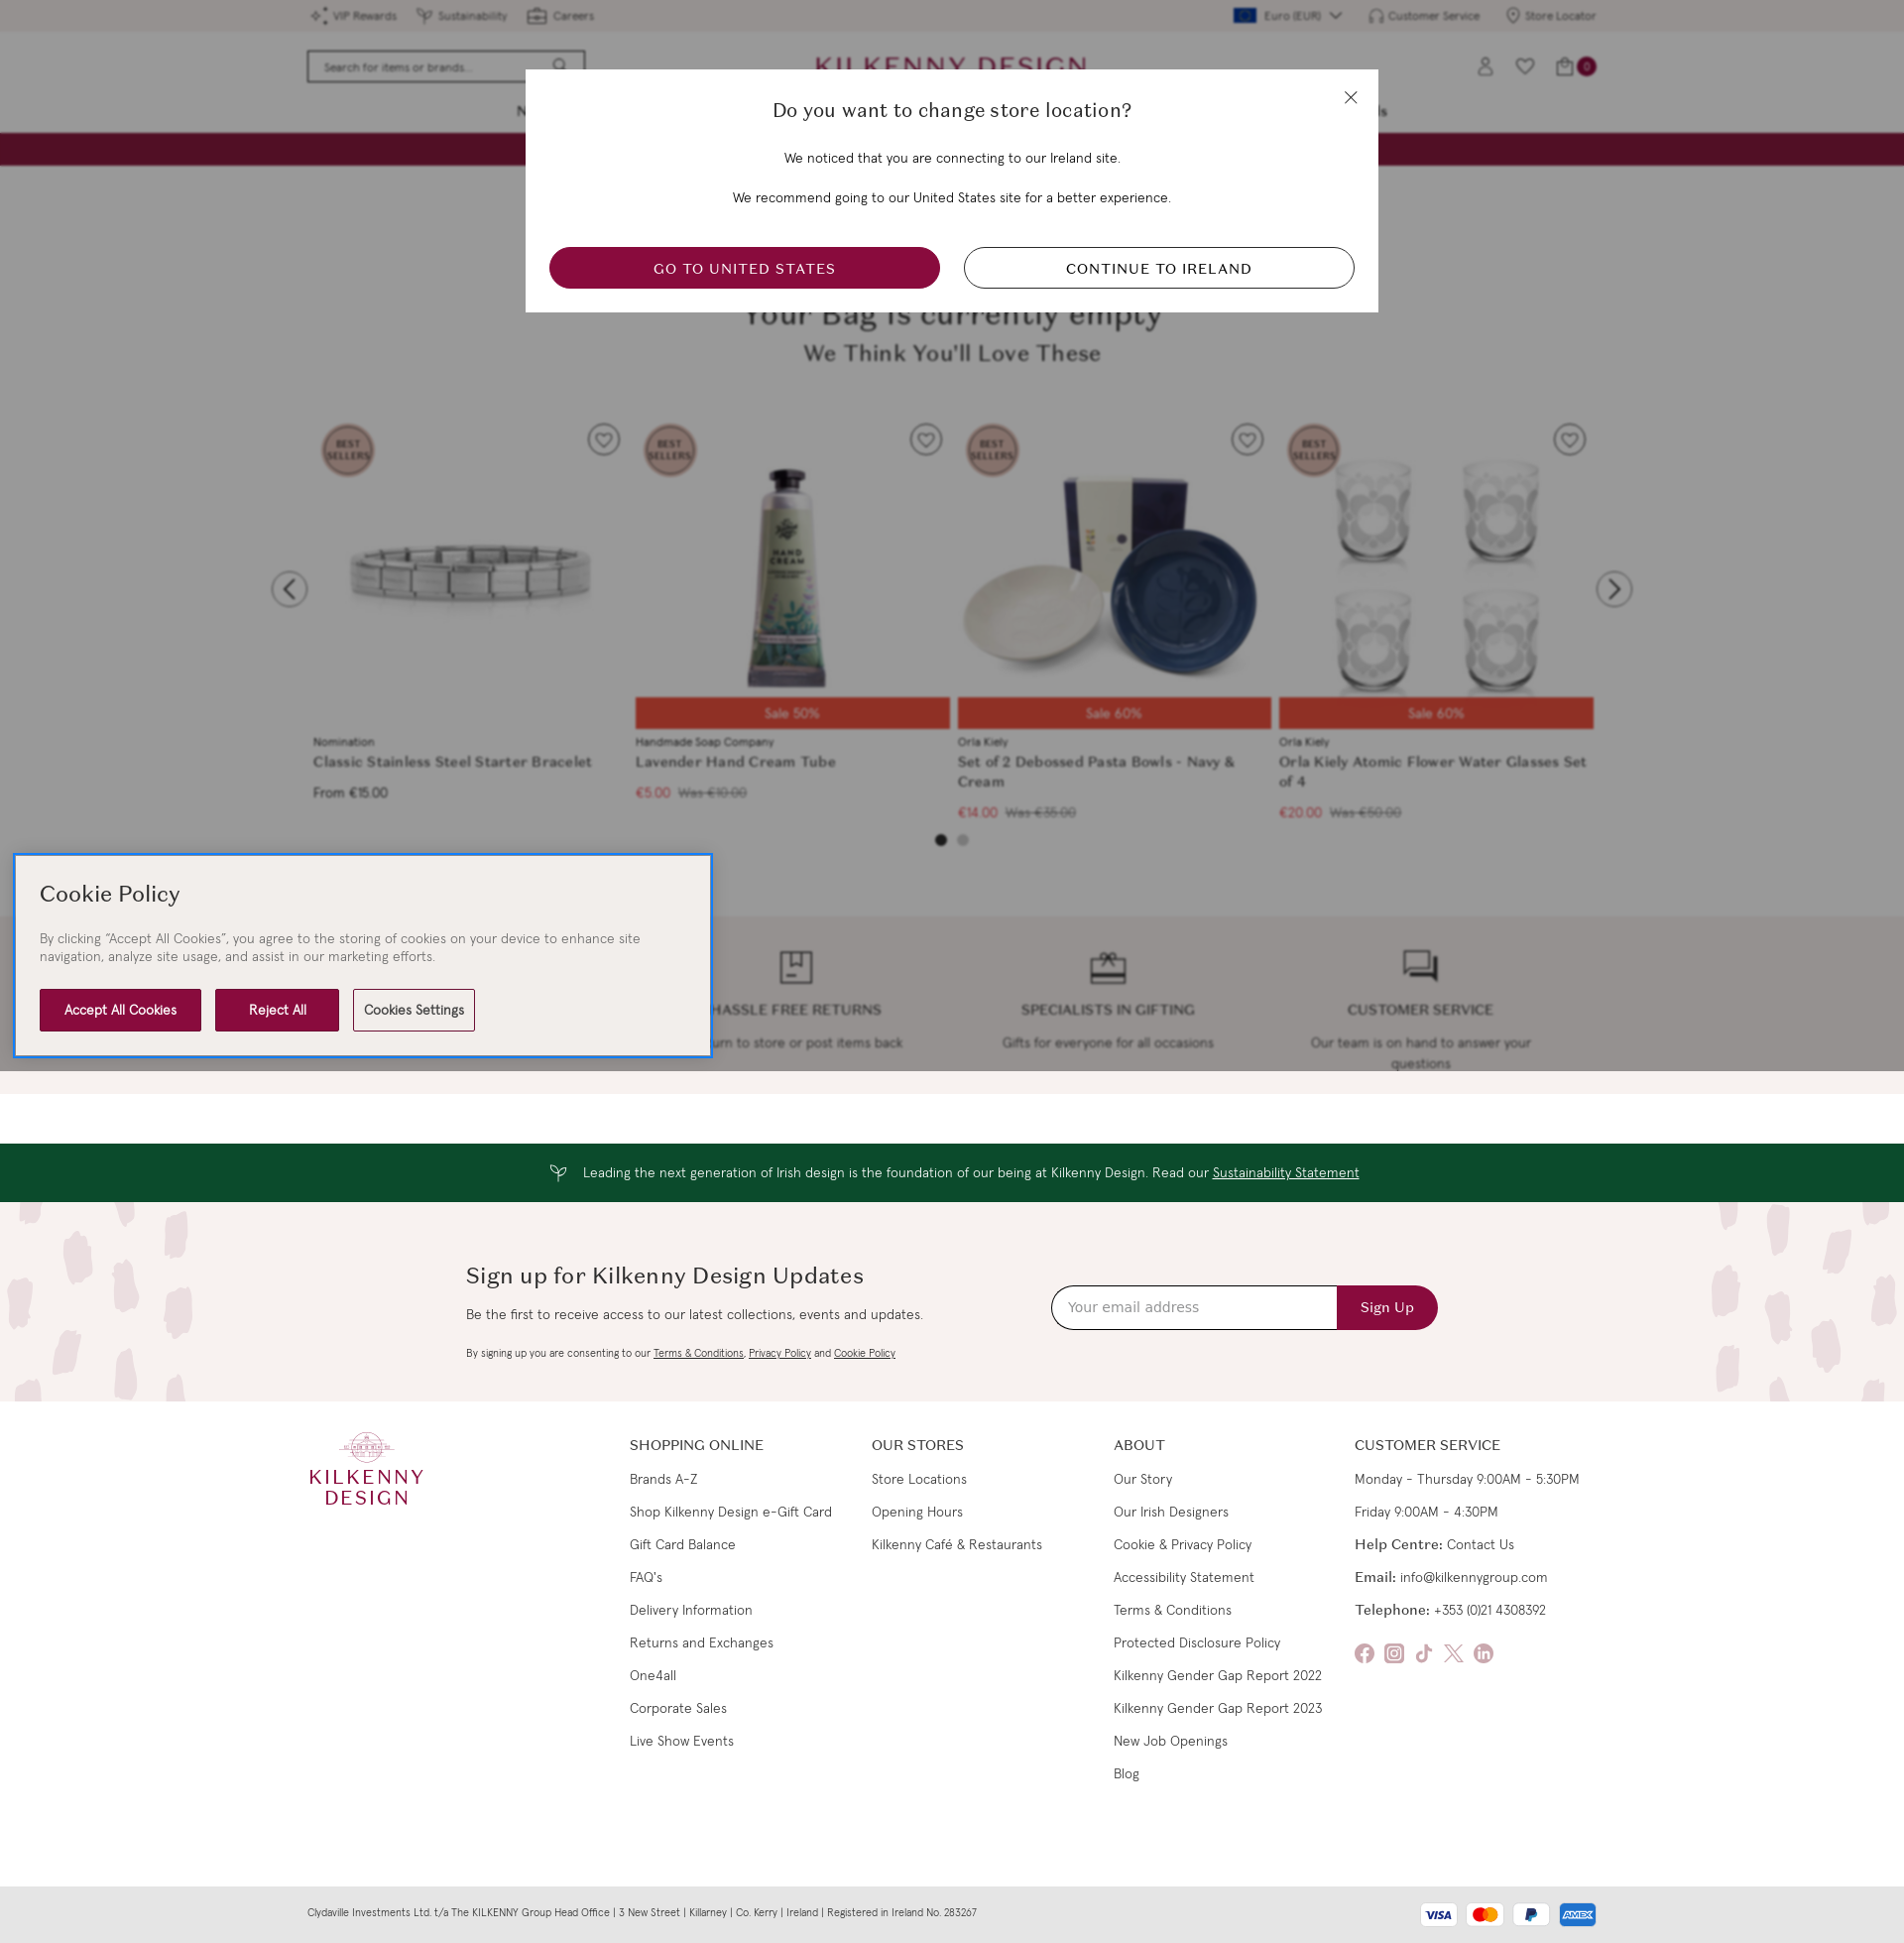 VIP Rewards
Sustainability
Careers
Euro (EUR)
Customer Service
Store Locator
Search for items or brands...
KILKENNY DESIGN
0
Do you want to change store location?
We noticed that you are connecting to our Ireland site.
We recommend going to our United States site for a better experience.
GO TO UNITED STATES
CONTINUE TO IRELAND
Your Bag is currently empty
We Think You'll Love These
BEST
SELLERS
BEST
SELLERS
BEST
SELLERS
BEST
SELLERS
HAND
CREAM
Sale 50%
Sale 60%
Sale 60%
Nomination
Classic Stainless Steel Starter Bracelet
From €15.00
Handmade Soap Company
Lavender Hand Cream Tube
€5.00 Was €10.00
Orla Kiely
Set of 2 Debossed Pasta Bowls - Navy &
Cream
€14.00 Was €35.00
Orla Kiely
Orla Kiely Atomic Flower Water Glasses Set
of 4
€20.00 Was €50.00
Cookie Policy
By clicking “Accept All Cookies”, you agree to the storing of cookies on your device to enhance site
navigation, analyze site usage, and assist in our marketing efforts.
Accept All Cookies
Reject All
Cookies Settings
HASSLE FREE RETURNS
to store or post items back
SPECIALISTS IN GIFTING
Gifts for everyone for all occasions
CUSTOMER SERVICE
Our team is on hand to answer your
questions
Leading the next generation of Irish design is the foundation of our being at Kilkenny Design. Read our Sustainability Statement
Sign up for Kilkenny Design Updates
Be the first to receive access to our latest collections, events and updates.
By signing up you are consenting to our Terms & Conditions, Privacy Policy and Cookie Policy
Your email address
Sign Up
KILKENNY
DESIGN
SHOPPING ONLINE
Brands A-Z
Shop Kilkenny Design e-Gift Card
Gift Card Balance
FAQ's
Delivery Information
Returns and Exchanges
One4all
Corporate Sales
Live Show Events
OUR STORES
Store Locations
Opening Hours
Kilkenny Café & Restaurants
ABOUT
Our Story
Our Irish Designers
Cookie & Privacy Policy
Accessibility Statement
Terms & Conditions
Protected Disclosure Policy
Kilkenny Gender Gap Report 2022
Kilkenny Gender Gap Report 2023
New Job Openings
Blog
CUSTOMER SERVICE
Monday - Thursday 9:00AM - 5:30PM
Friday 9:00AM - 4:30PM
Help Centre: Contact Us
Email: info@kilkennygroup.com
Telephone: +353 (0)21 4308392
Clydaville Investments Ltd. t/a The KILKENNY Group Head Office | 3 New Street | Killarney | Co. Kerry | Ireland | Registered in Ireland No. 283267
VISA
AMEX